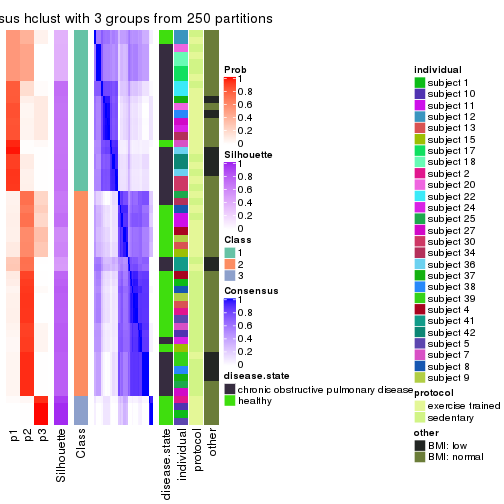 sus hclust with 3 groups from 250 partitions
Prob
1
0.8
0.6
0.4
0.2
0
Silhouette
1
0.8
0.6
0.4
0.2
0
Class
1
2
3
Consensus
1
0.8
0.6
0.4
0.2
0
disease.state
chronic obstructive pulmonary disease
healthy
individual
subject 1
subject 10
subject 11
subject 12
subject 13
subject 15
subject 17
subject 18
subject 2
subject 20
subject 22
subject 24
subject 25
subject 27
subject 30
subject 34
subject 36
subject 37
subject 38
subject 39
subject 4
subject 41
subject 42
subject 5
subject 7
subject 8
subject 9
protocol
exercise trained
sedentary
other
BMI: low
BMI: normal
p1
p2
p3
Silhouette
Class
disease.state
individual
protocol
other